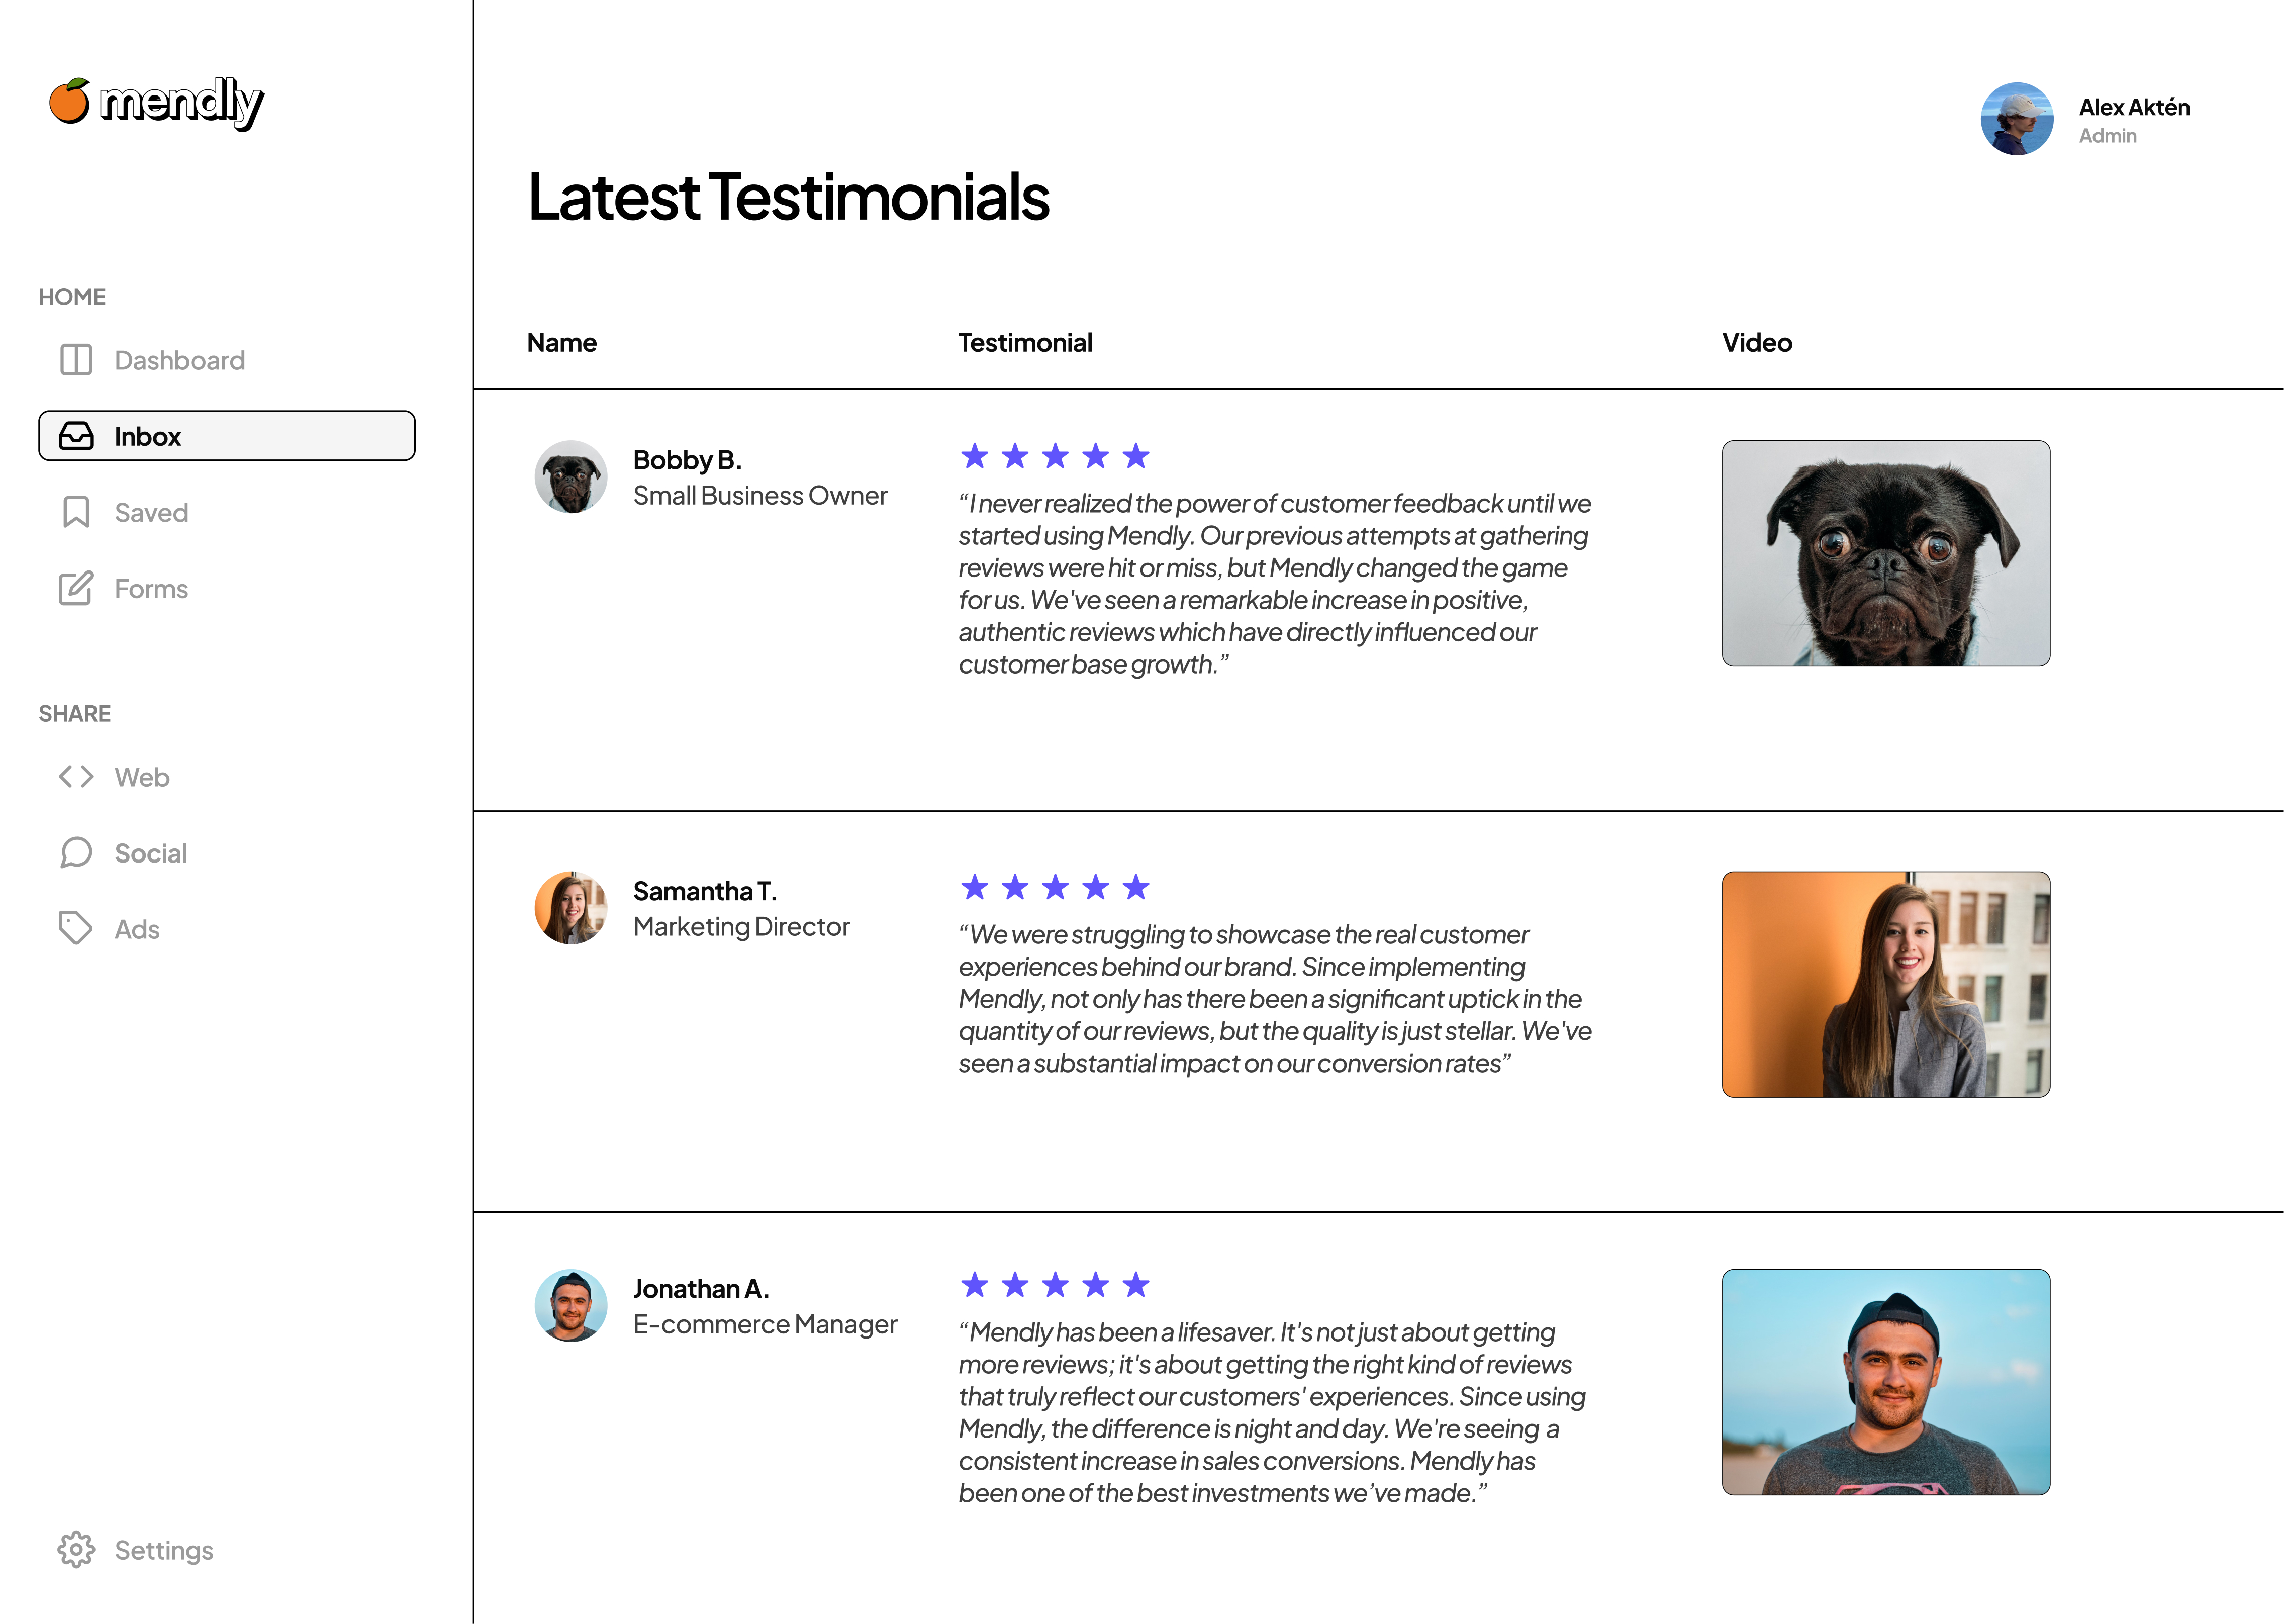 mendly
HOME
Dashboard
Inbox
Saved
Forms
SHARE
Web
Social
Ads
Settings
Alex Aktén
Admin
Latest Testimonials
Name
Testimonial
Video
Bobby B.
Small Business Owner
“I never realized the power of customer feedback until we
started using Mendly. Our previous attempts at gathering
reviews were hit or miss, but Mendly changed the game
for us. We've seen a remarkable increase in positive,
authentic reviews which have directly influenced our
customer base growth.”
Samantha T.
Marketing Director
“We were struggling to showcase the real customer
experiences behind our brand. Since implementing
Mendly, not only has there been a significant uptick in the
quantity of our reviews, but the quality is just stellar. We've
seen a substantial impact on our conversion rates”
Jonathan A.
E-commerce Manager
“Mendly has been a lifesaver. It's not just about getting
more reviews; it's about getting the right kind of reviews
that truly reflect our customers' experiences. Since using
Mendly, the difference is night and day. We're seeing a
consistent increase in sales conversions. Mendly has
been one of the best investments we’ve made.”